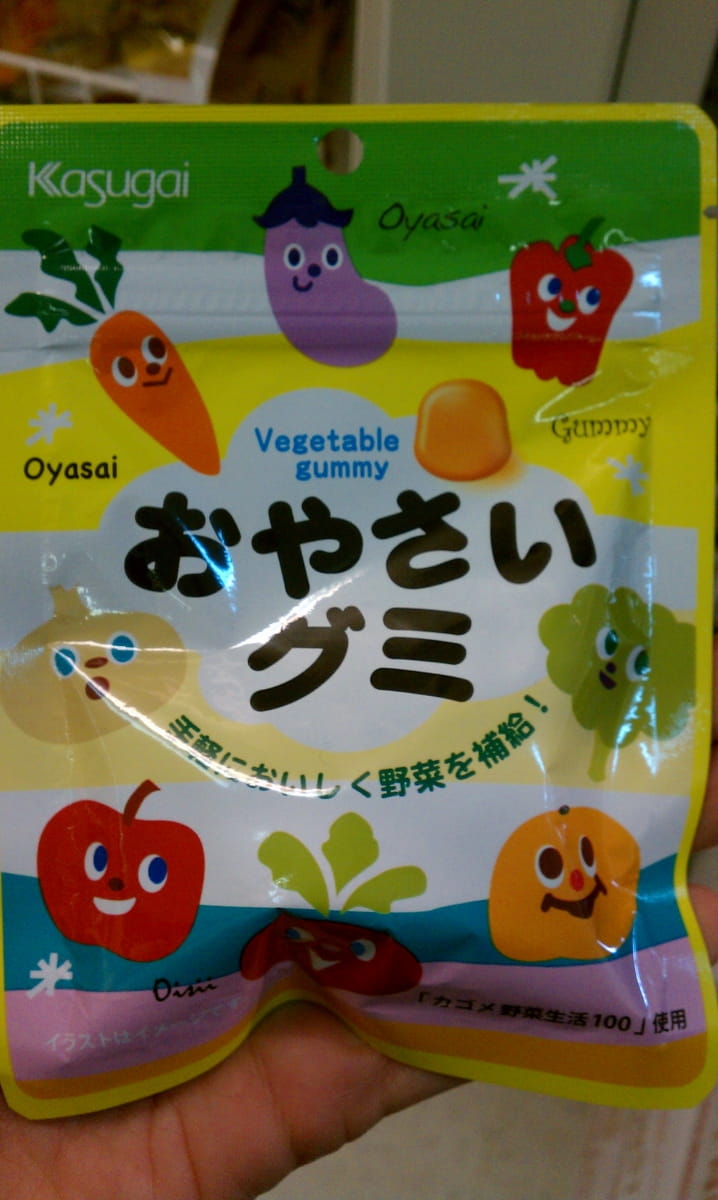 Kasugai
Oyasai
Gummy
Oyasai
Vegetable
gummy
おやさい
グミ
手軽においしく野菜を補給!
Oisii
イラストはイメージです
「カゴメ野菜生活100」使用